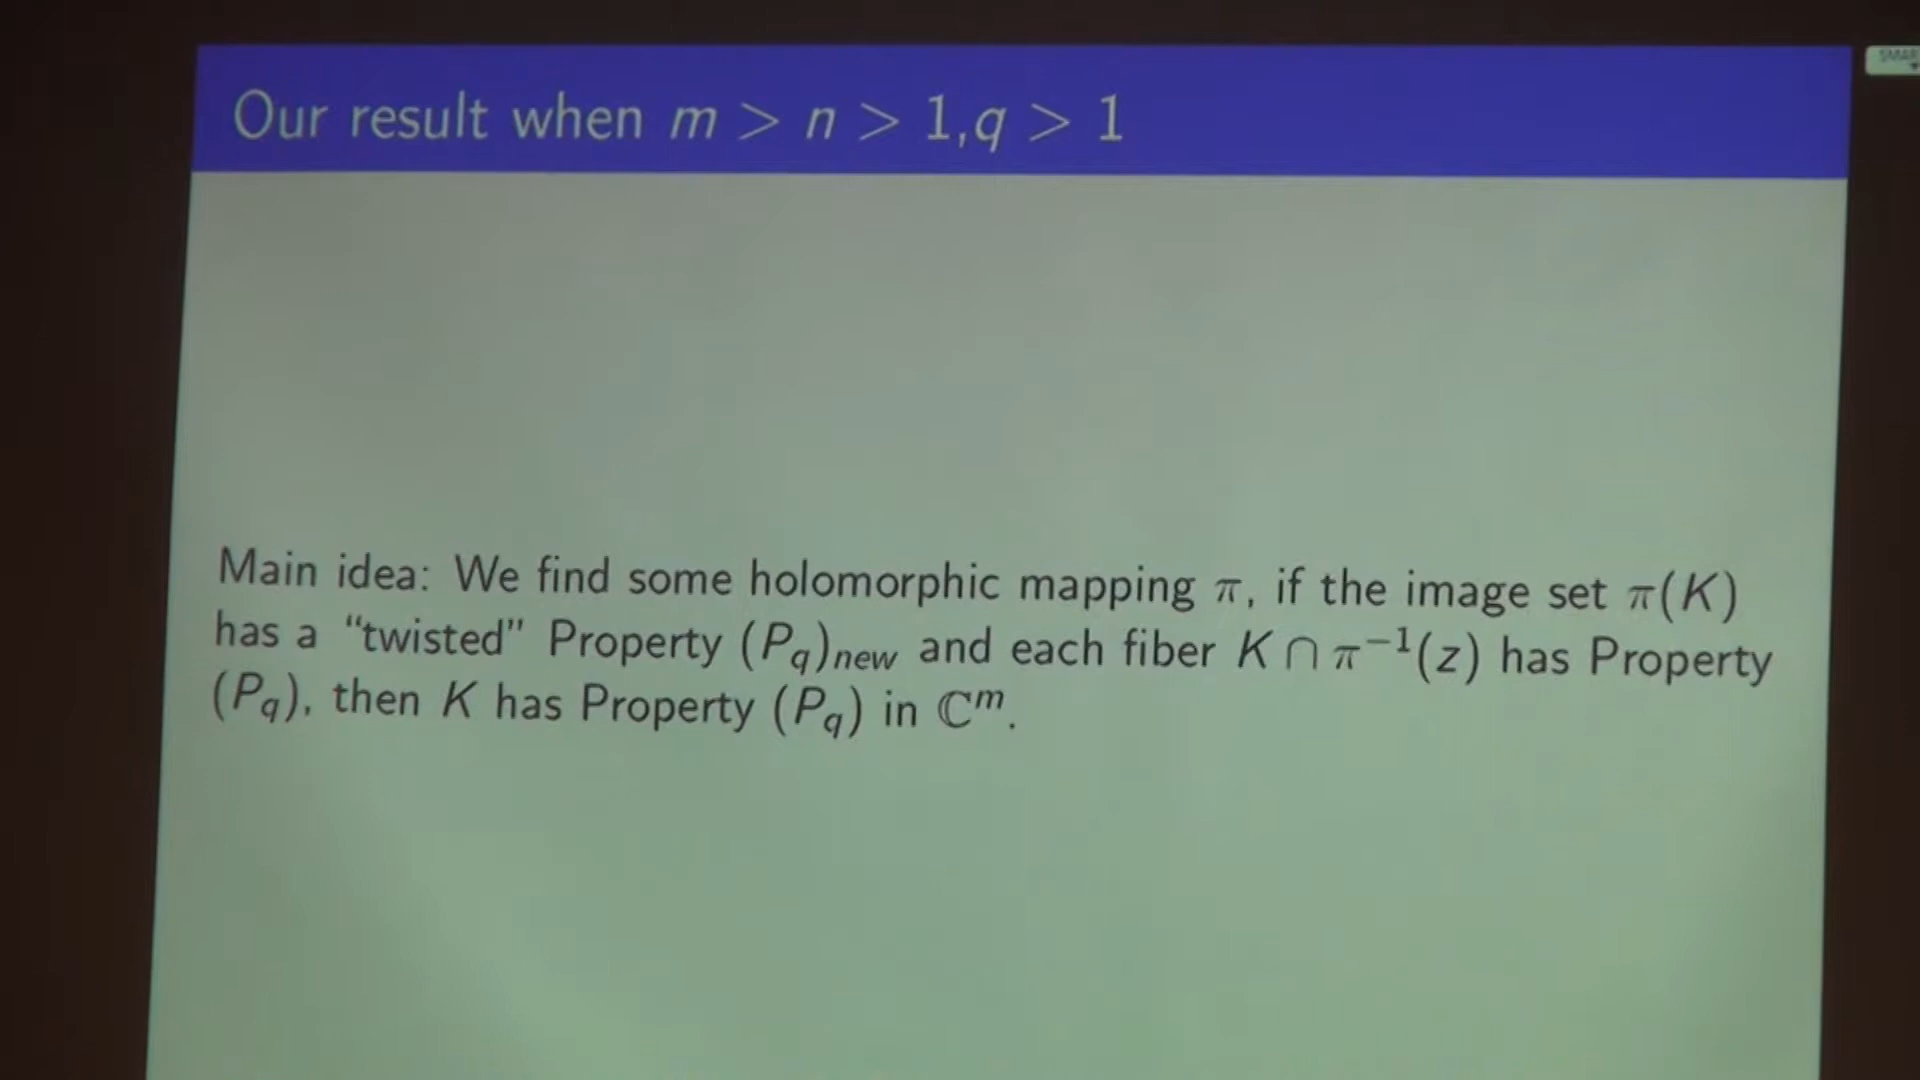 Our result when m > n > 1,q > 1
Main idea: We find some holomorphic mapping π, if the image set π(K)
has a “twisted” Property (P_q)_new and each fiber K ∩ π⁻¹(z) has Property
(P_q), then K has Property (P_q) in ℂᵐ.